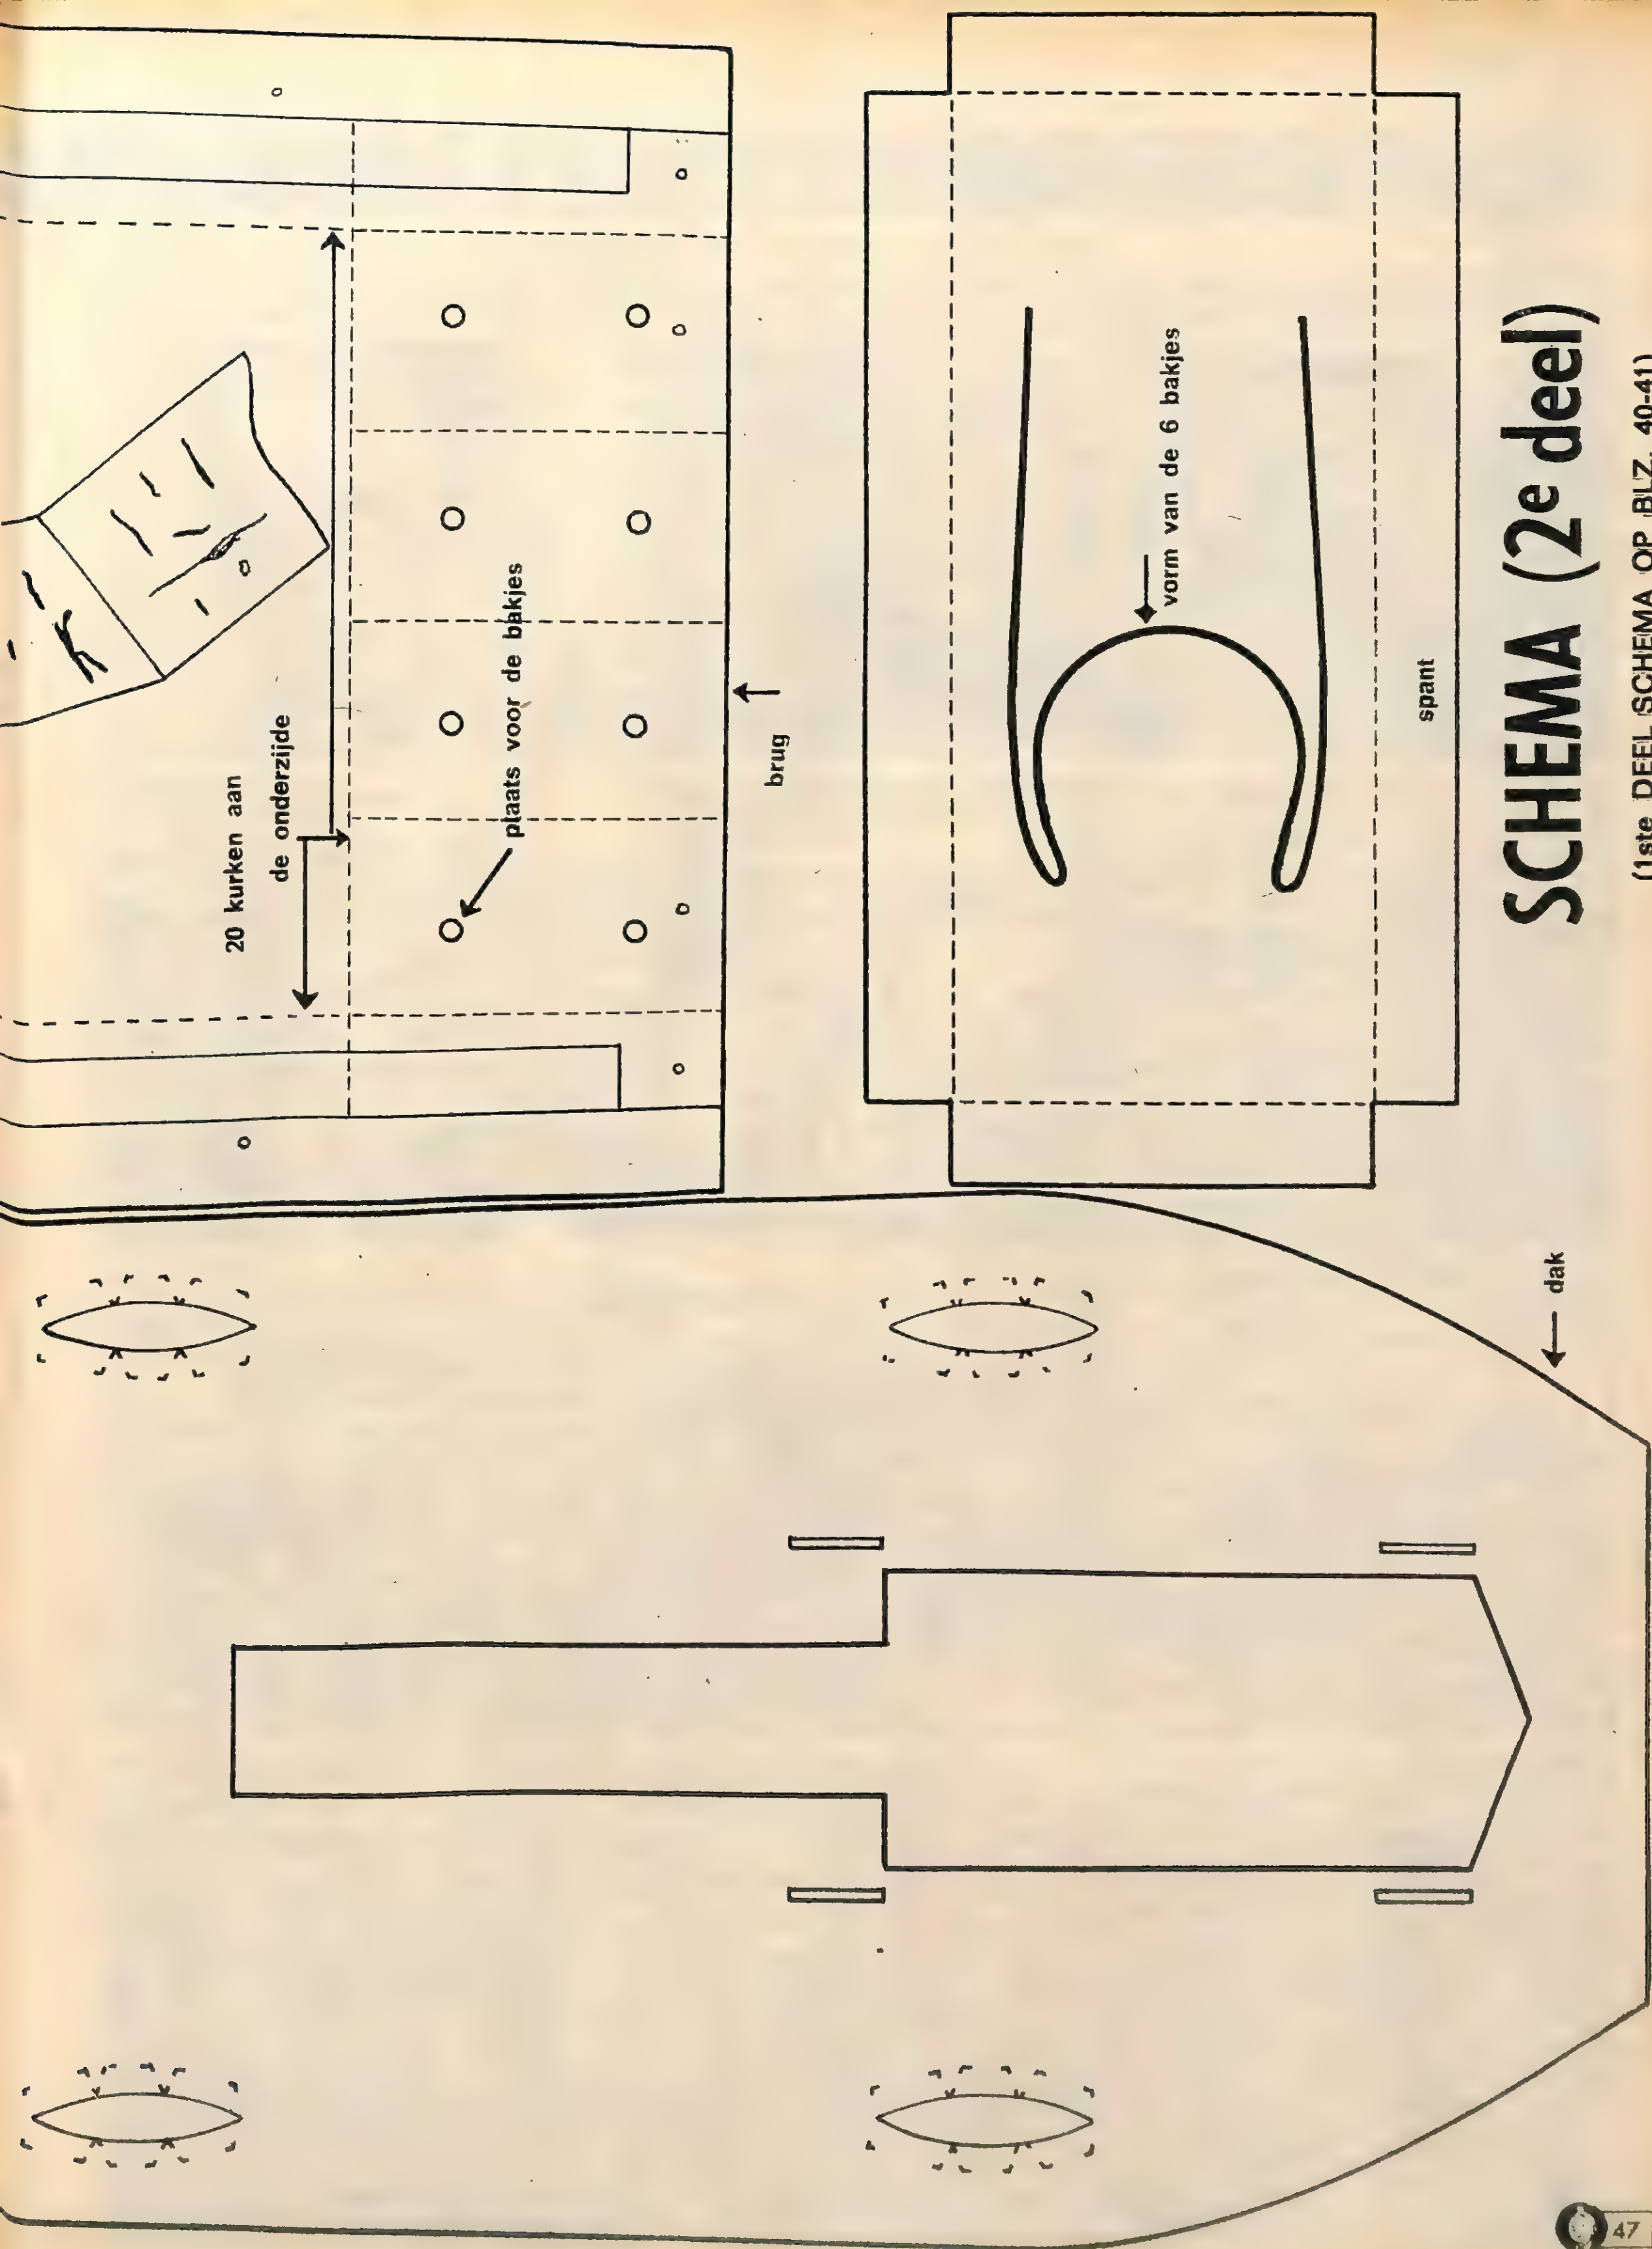 SCHEMA (2e deel)
(1ste DEEL SCHEMA OP BLZ. 40-41)
20 kurken aan
de onderzijde
plaats voor de bakjes
brug
vorm van de 6 bakjes
spant
dak
47